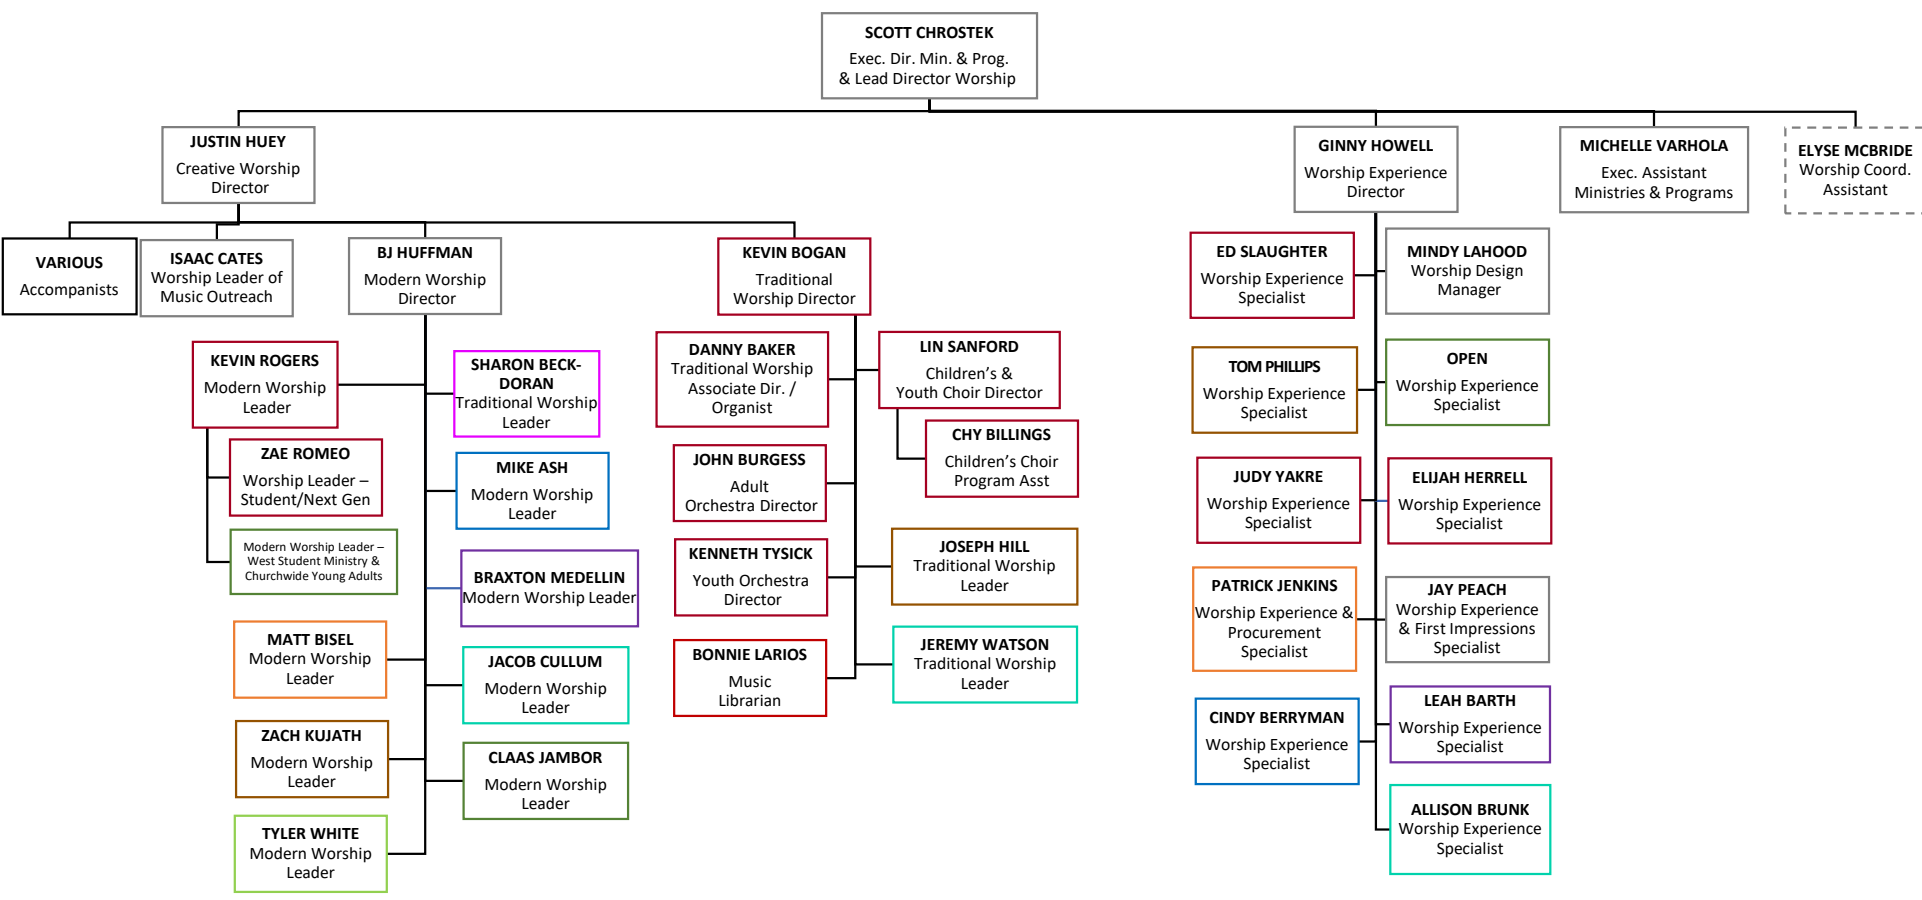 SCOTT CHROSTEK
Exec. Dir. Min. & Prog.
& Lead Director Worship
JUSTIN HUEY
Creative Worship
Director
GINNY HOWELL
Worship Experience
Director
MICHELLE VARHOLA
Exec. Assistant
Ministries & Programs
ELYSE MCBRIDE
Worship Coord.
Assistant
VARIOUS
Accompanists
ISAAC CATES
Worship Leader of
Music Outreach
BJ HUFFMAN
Modern Worship
Director
KEVIN BOGAN
Traditional
Worship Director
KEVIN ROGERS
Modern Worship
Leader
ZAE ROMEO
Worship Leader –
Student/Next Gen
Modern Worship Leader –
West Student Ministry &
Churchwide Young Adults
MATT BISEL
Modern Worship
Leader
ZACH KUJATH
Modern Worship
Leader
TYLER WHITE
Modern Worship
Leader
SHARON BECK-
DORAN
Traditional Worship
Leader
MIKE ASH
Modern Worship
Leader
BRAXTON MEDELLIN
Modern Worship Leader
JACOB CULLUM
Modern Worship
Leader
CLAAS JAMBOR
Modern Worship
Leader
DANNY BAKER
Traditional Worship
Associate Dir. /
Organist
JOHN BURGESS
Adult
Orchestra Director
KENNETH TYSICK
Youth Orchestra
Director
BONNIE LARIOS
Music
Librarian
LIN SANFORD
Children’s &
Youth Choir Director
CHY BILLINGS
Children’s Choir
Program Asst
JOSEPH HILL
Traditional Worship
Leader
JEREMY WATSON
Traditional Worship
Leader
ED SLAUGHTER
Worship Experience
Specialist
TOM PHILLIPS
Worship Experience
Specialist
JUDY YAKRE
Worship Experience
Specialist
PATRICK JENKINS
Worship Experience &
Procurement
Specialist
CINDY BERRYMAN
Worship Experience
Specialist
MINDY LAHOOD
Worship Design
Manager
OPEN
Worship Experience
Specialist
ELIJAH HERRELL
Worship Experience
Specialist
JAY PEACH
Worship Experience
& First Impressions
Specialist
LEAH BARTH
Worship Experience
Specialist
ALLISON BRUNK
Worship Experience
Specialist